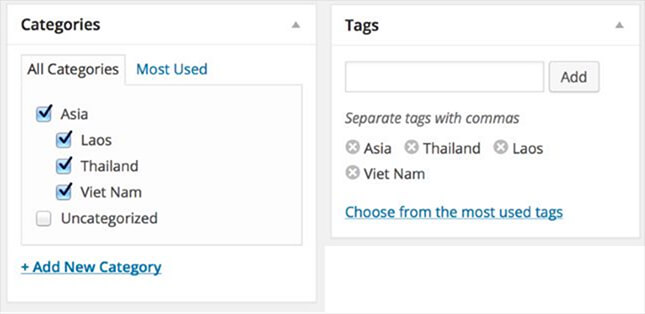 Categories
All Categories
Most Used
Asia
Laos
Thailand
Viet Nam
Uncategorized
+ Add New Category
Tags
Add
Separate tags with commas
Asia Thailand Laos
Viet Nam
Choose from the most used tags